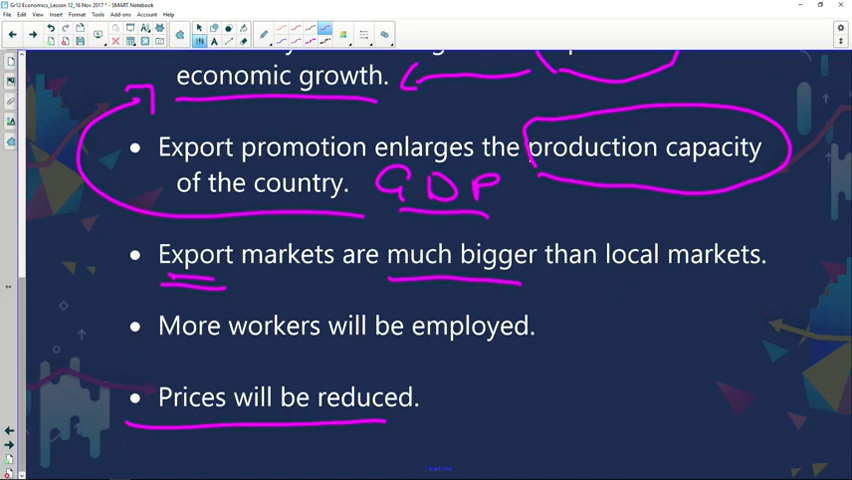 Gr12 Economics_Lesson 12_16 Nov 2017 * - SMART Notebook
File Edit View Insert Format Tools Add-ons Account Help
economic growth.
• Export promotion enlarges the production capacity
of the country. GDP
• Export markets are much bigger than local markets.
• More workers will be employed.
• Prices will be reduced.